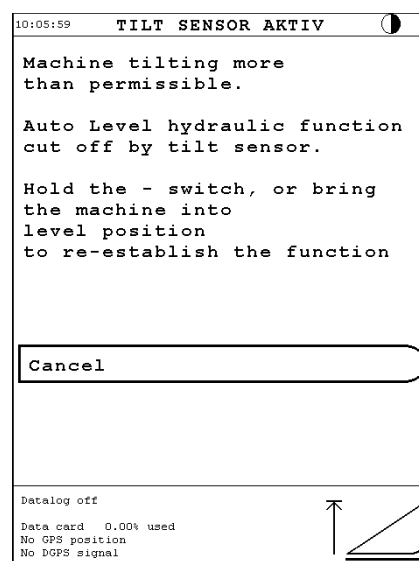 10:05:59 TILT SENSOR AKTIV
Machine tilting more
than permissible.
Auto Level hydraulic function
cut off by tilt sensor.
Hold the - switch, or bring
the machine into
level position
to re-establish the function
Cancel
Datalog off
Data card 0.00% used
No GPS position
No DGPS signal